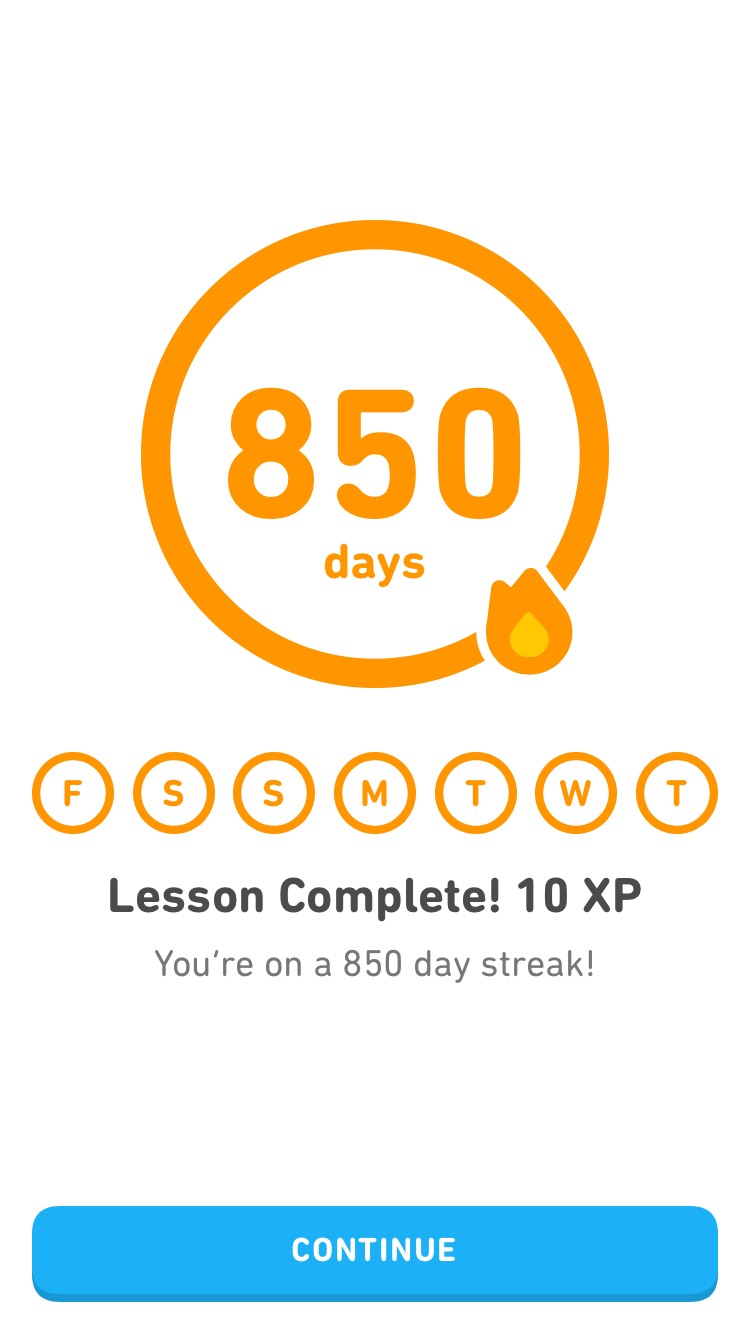 850
days
F S S M T W T
Lesson Complete! 10 XP
You‘re on a 850 day streak!
CONTINUE